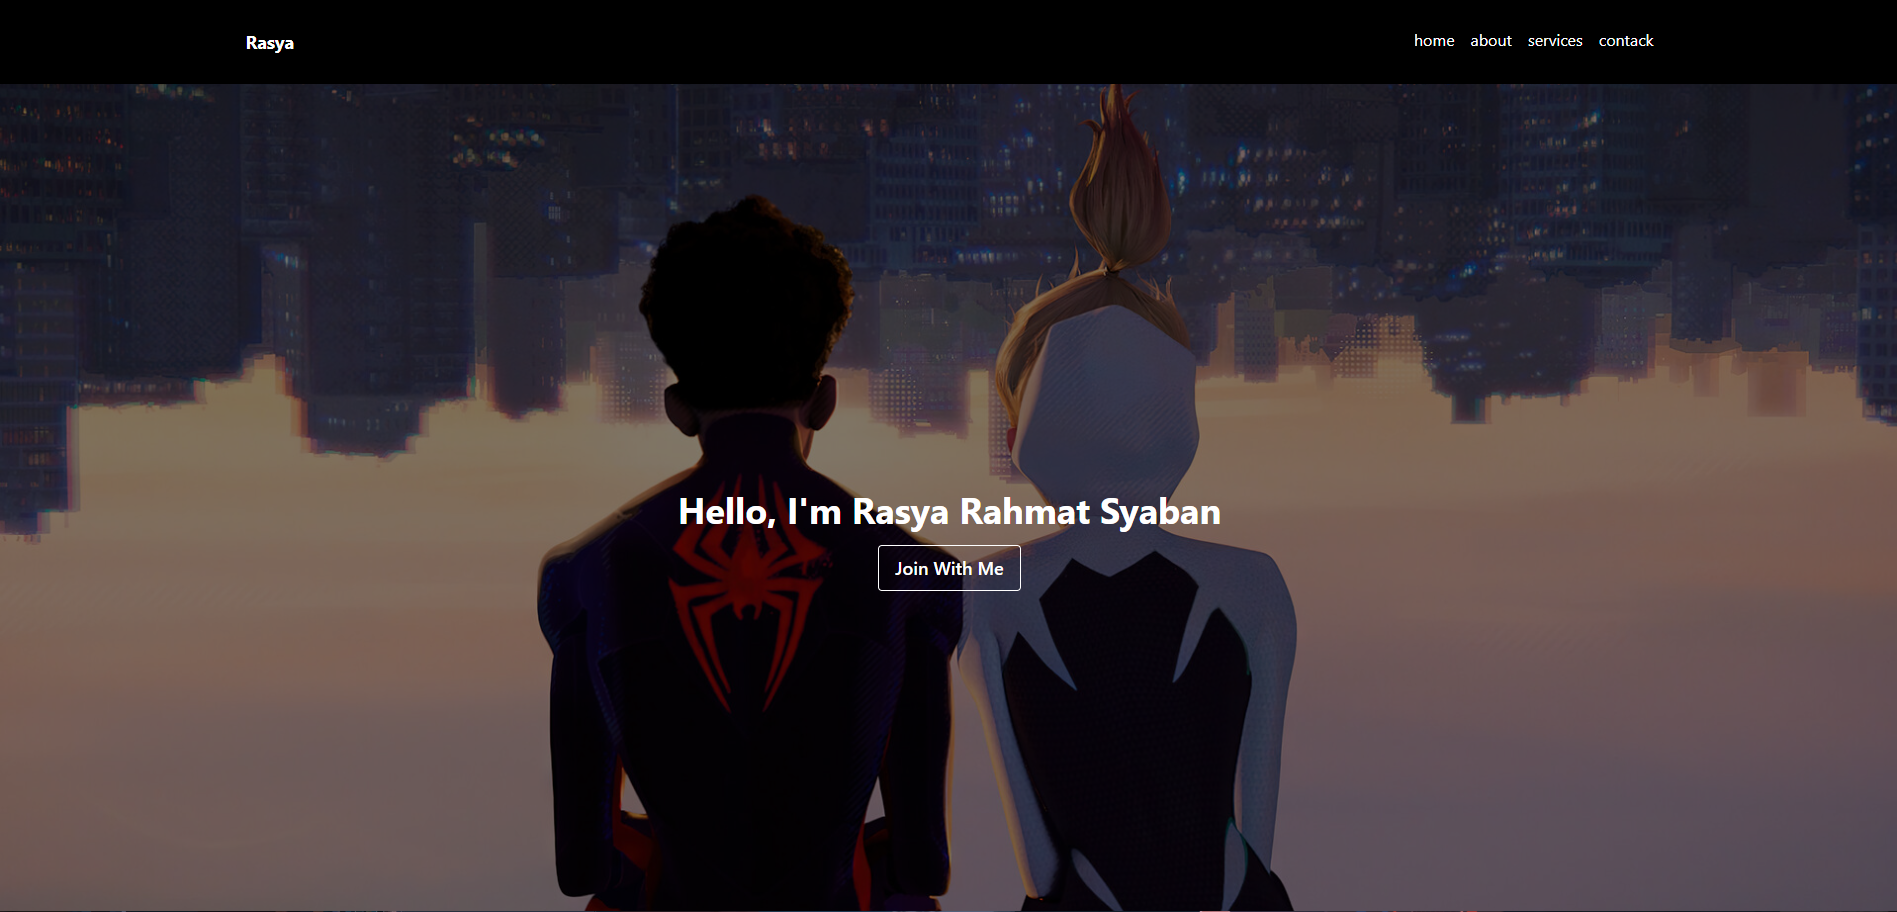 Rasya
home about services contack
Hello, I'm Rasya Rahmat Syaban
Join With Me